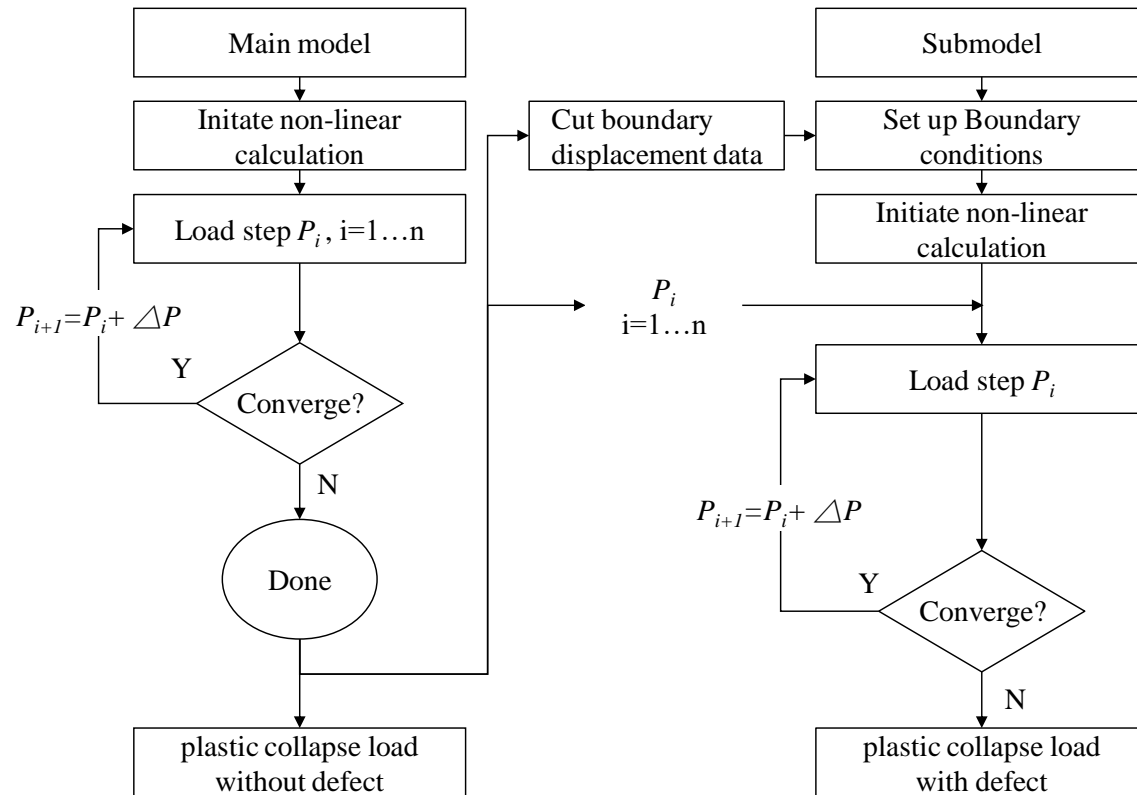 Main model
Initate non-linear
calculation
Load step P_i, i=1…n
P_{i+1}=P_i+ △P
Y
Converge?
N
Done
plastic collapse load
without defect
Cut boundary
displacement data
P_i
i=1…n
Submodel
Set up Boundary
conditions
Initiate non-linear
calculation
Load step P_i
P_{i+1}=P_i+ △P
Y
Converge?
N
plastic collapse load
with defect